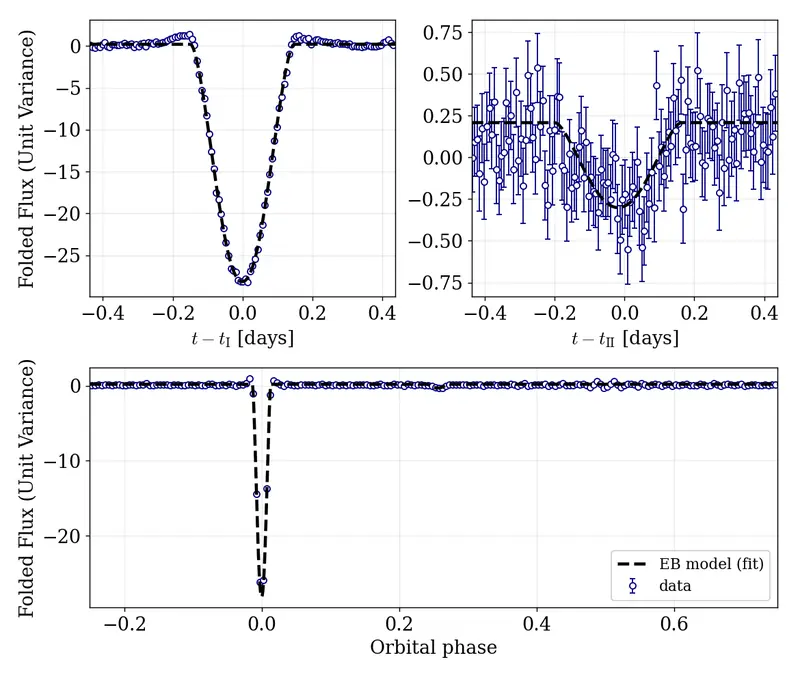 Folded Flux (Unit Variance)
0
−5
−10
−15
−20
−25
−0.4 −0.2 0.0 0.2 0.4
t − tI [days]
0.75
0.50
0.25
0.00
−0.25
−0.50
−0.75
−0.4 −0.2 0.0 0.2 0.4
t − tII [days]
Folded Flux (Unit Variance)
0
−10
−20
−0.2 0.0 0.2 0.4 0.6
Orbital phase
EB model (fit)
data